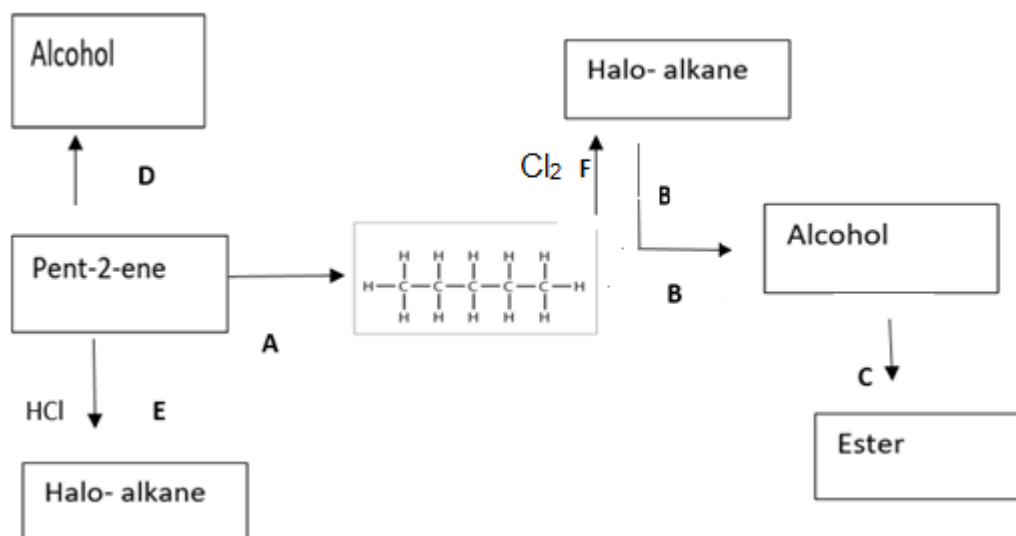 Alcohol
Halo- alkane
D
Cl₂ F
B
Pent-2-ene
H H H H H
H C C C C C H
H H H H H
Alcohol
B
A
HCl E
C
Ester
Halo- alkane